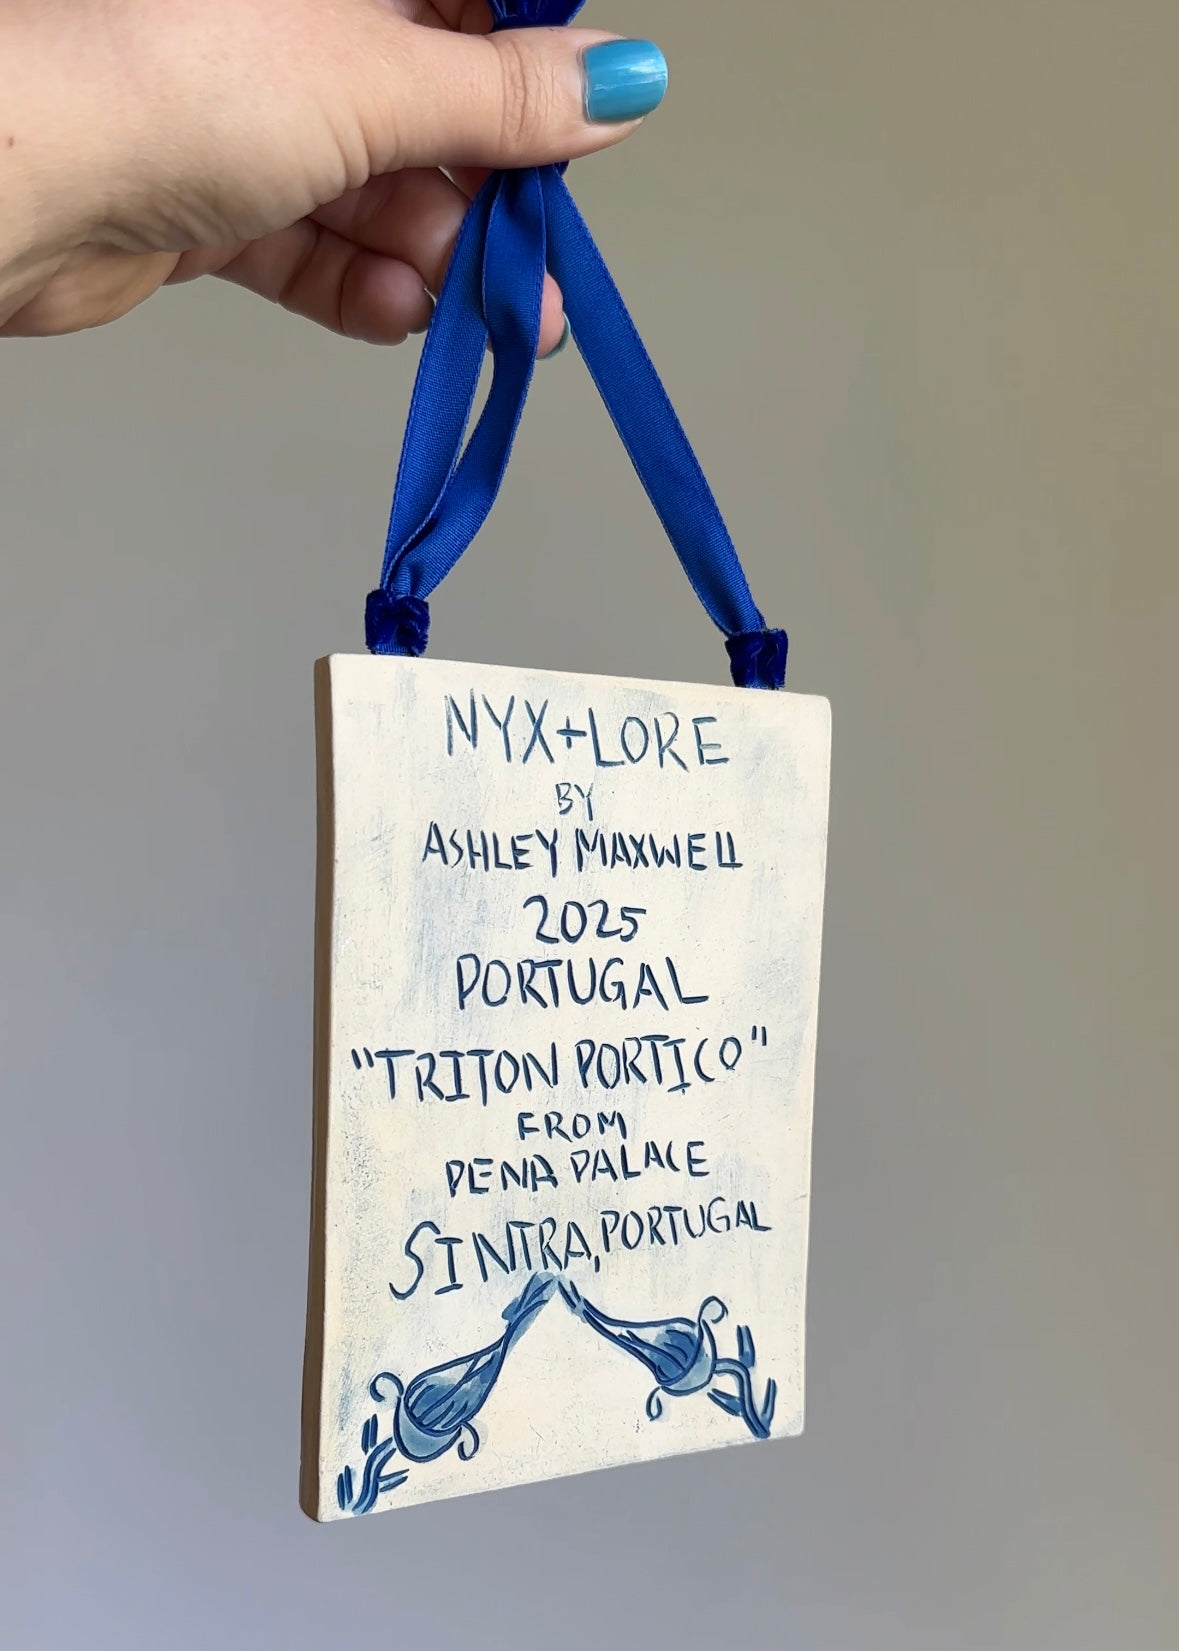 NYX+LORE
BY
ASHLEY MAXWELL
2025
PORTUGAL
"TRITON PORTICO"
FROM
PENA PALACE
SINTRA, PORTUGAL